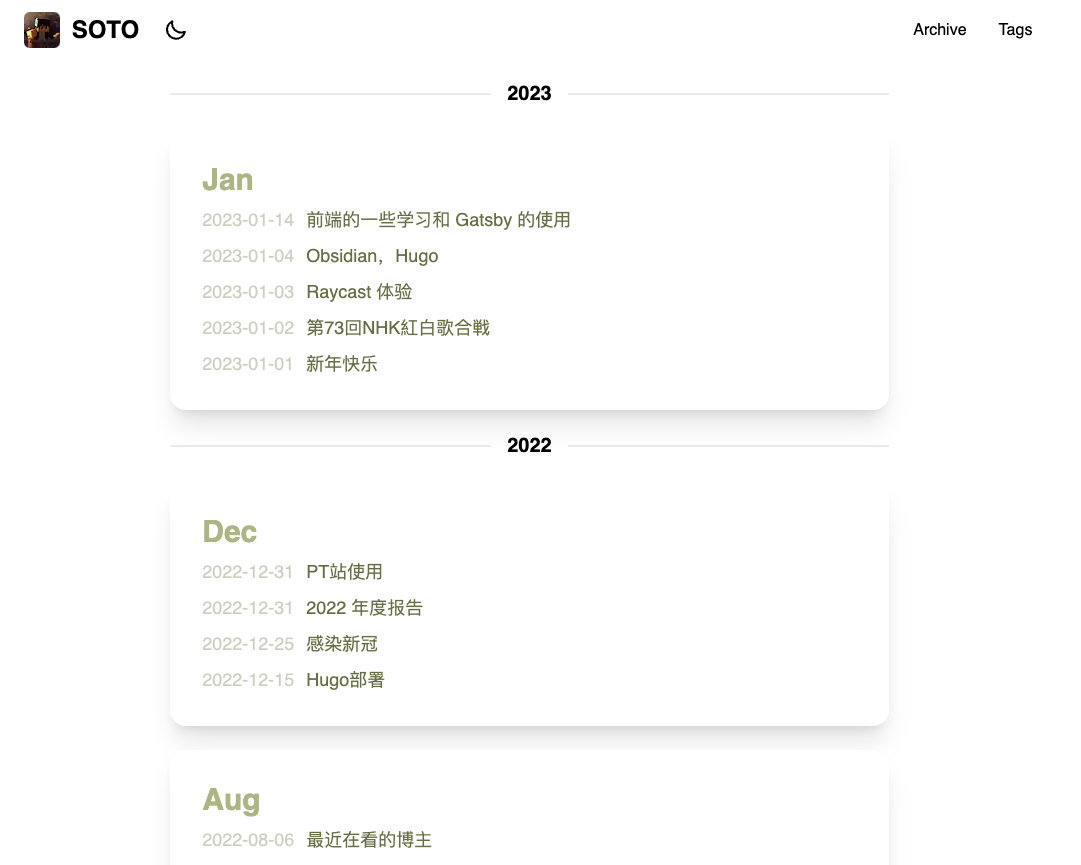 SOTO
Archive
Tags
2023
Jan
2023-01-14 前端的一些学习和 Gatsby 的使用
2023-01-04 Obsidian，Hugo
2023-01-03 Raycast 体验
2023-01-02 第73回NHK紅白歌合戦
2023-01-01 新年快乐
2022
Dec
2022-12-31 PT站使用
2022-12-31 2022 年度报告
2022-12-25 感染新冠
2022-12-15 Hugo部署
Aug
2022-08-06 最近在看的博主